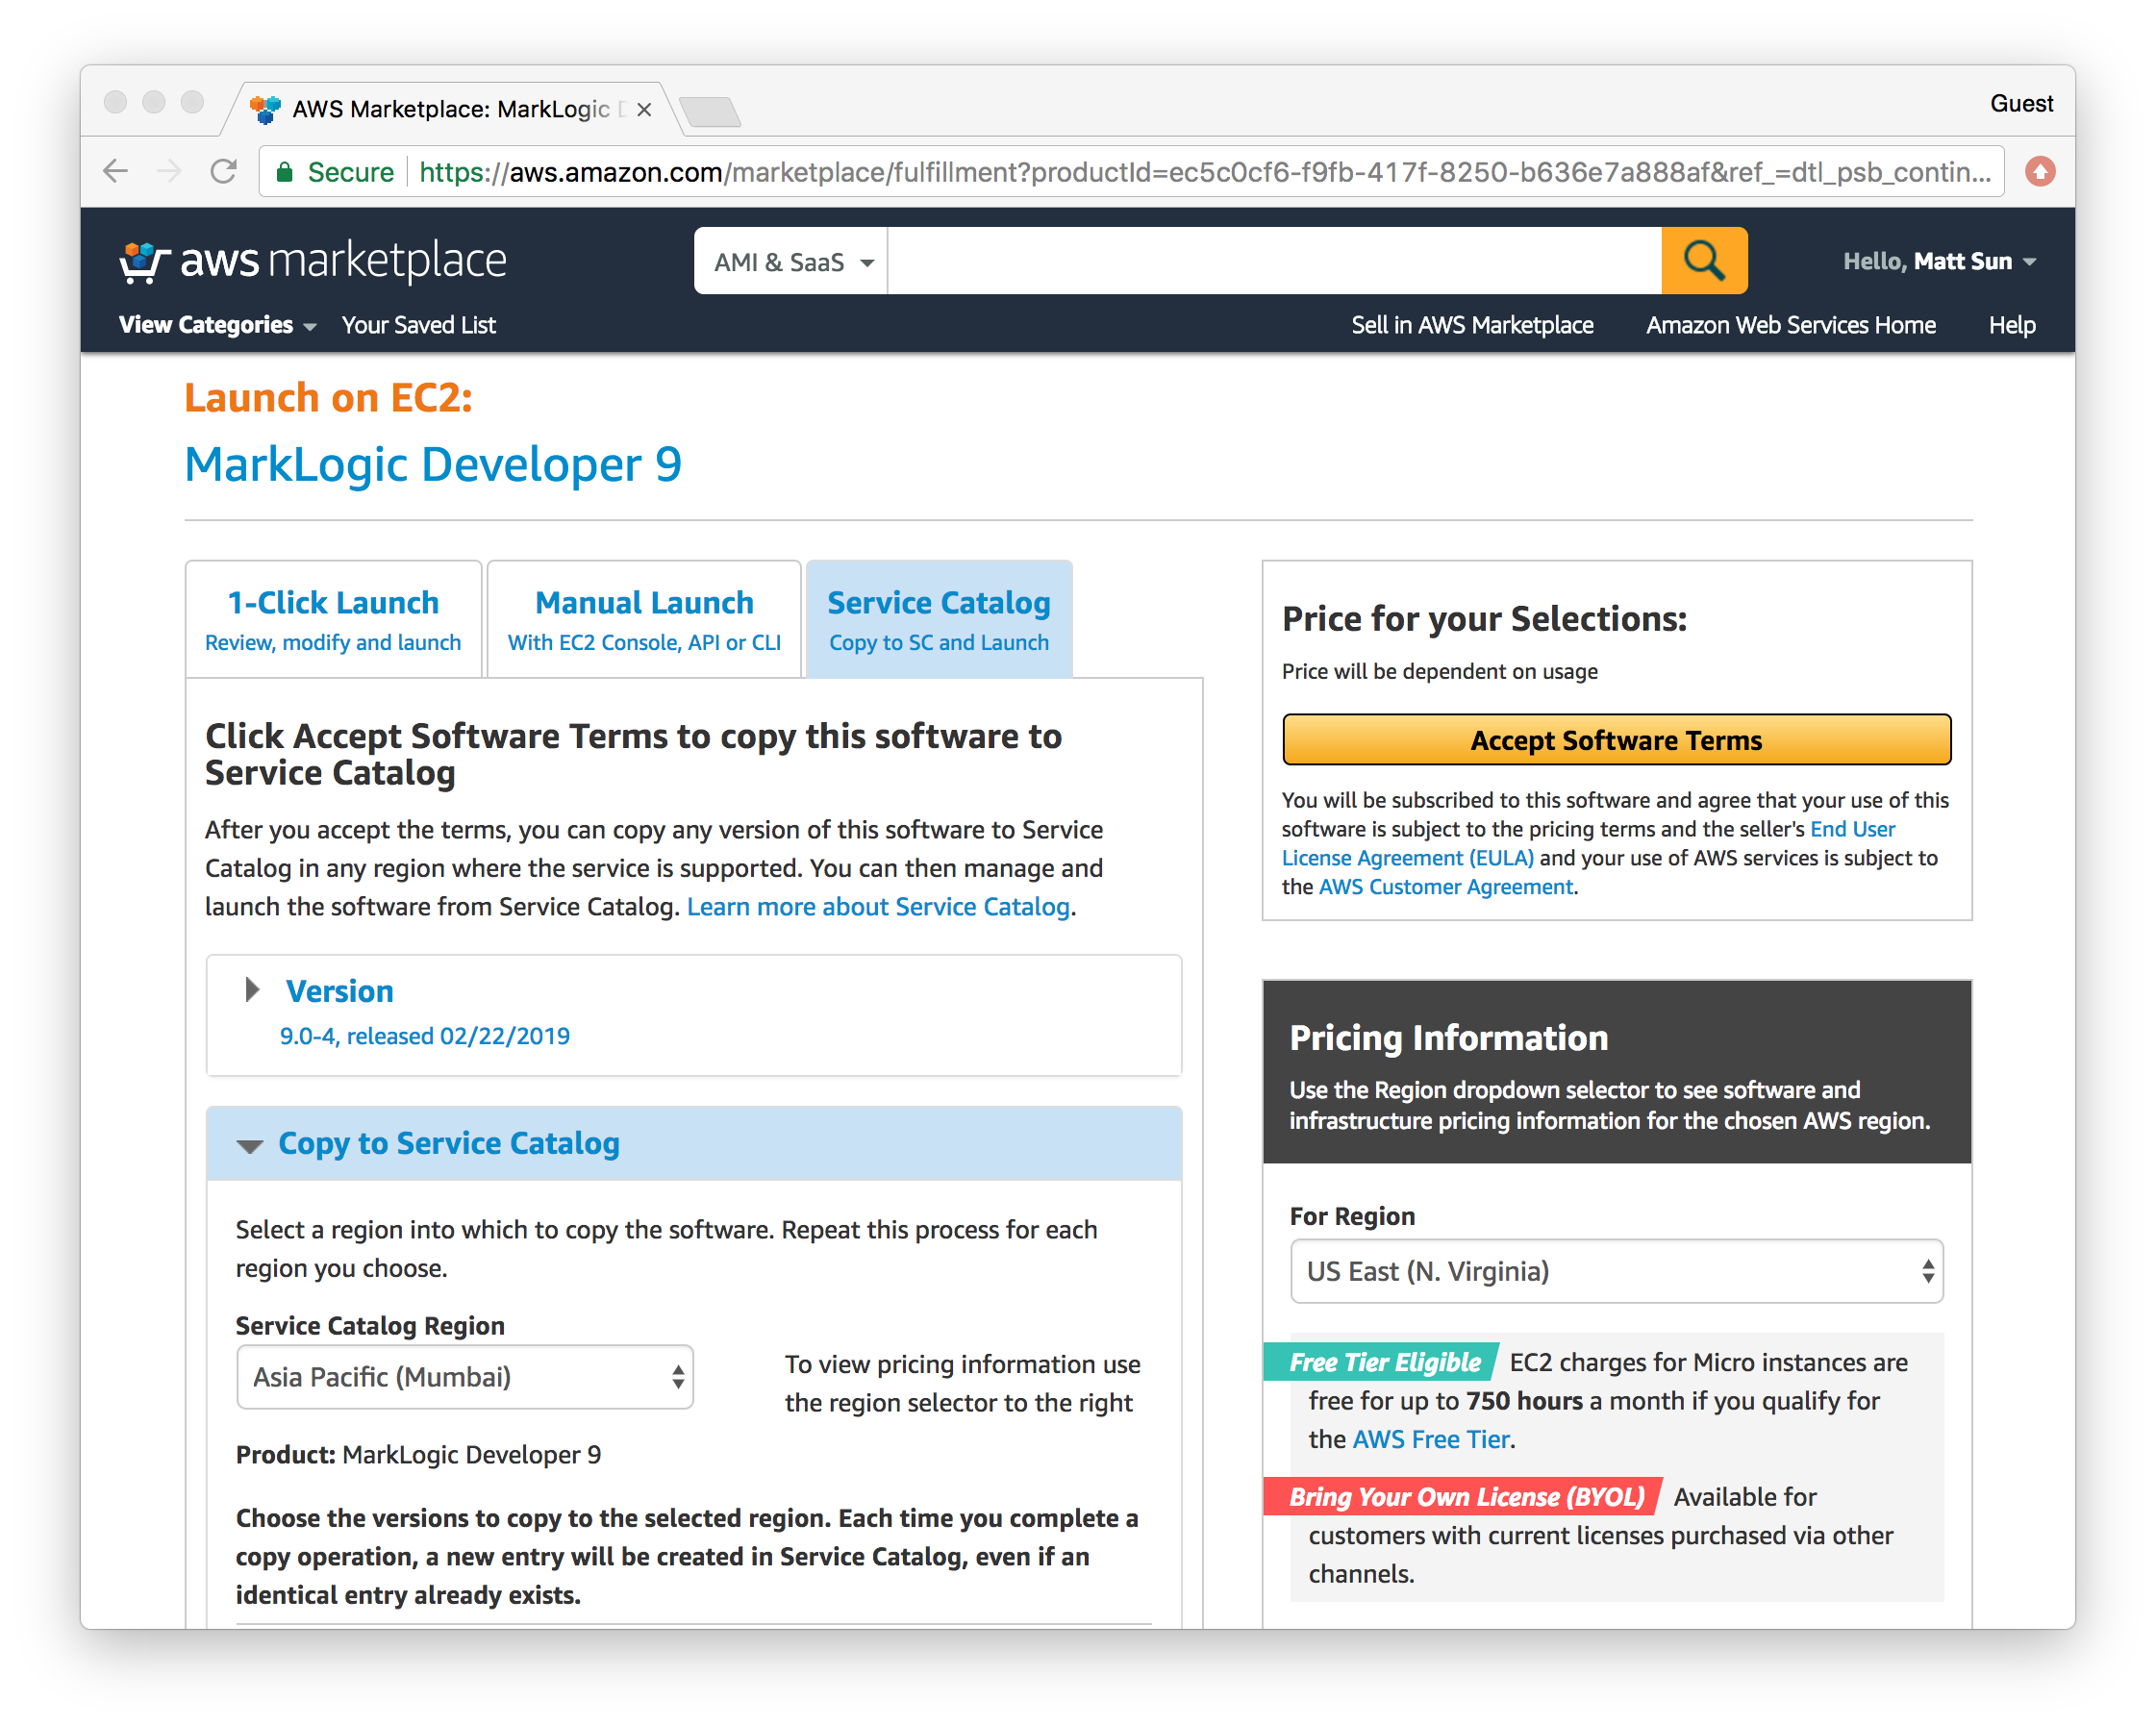 AWS Marketplace: MarkLogic
Guest
Secure https://aws.amazon.com/marketplace/fulfillment?productId=ec5c0cf6-f9fb-417f-8250-b636e7a888af&ref_=dtl_psb_contin...
aws marketplace
AMI & SaaS
Hello, Matt Sun
View Categories Your Saved List
Sell in AWS Marketplace Amazon Web Services Home Help
Launch on EC2:
MarkLogic Developer 9
1-Click Launch
Review, modify and launch
Manual Launch
With EC2 Console, API or CLI
Service Catalog
Copy to SC and Launch
Click Accept Software Terms to copy this software to
Service Catalog
After you accept the terms, you can copy any version of this software to Service
Catalog in any region where the service is supported. You can then manage and
launch the software from Service Catalog. Learn more about Service Catalog.
Version
9.0-4, released 02/22/2019
Copy to Service Catalog
Select a region into which to copy the software. Repeat this process for each
region you choose.
Service Catalog Region
Asia Pacific (Mumbai)
To view pricing information use
the region selector to the right
Product: MarkLogic Developer 9
Choose the versions to copy to the selected region. Each time you complete a
copy operation, a new entry will be created in Service Catalog, even if an
identical entry already exists.
Price for your Selections:
Price will be dependent on usage
Accept Software Terms
You will be subscribed to this software and agree that your use of this
software is subject to the pricing terms and the seller's End User
License Agreement (EULA) and your use of AWS services is subject to
the AWS Customer Agreement.
Pricing Information
Use the Region dropdown selector to see software and
infrastructure pricing information for the chosen AWS region.
For Region
US East (N. Virginia)
Free Tier Eligible EC2 charges for Micro instances are
free for up to 750 hours a month if you qualify for
the AWS Free Tier.
Bring Your Own License (BYOL) Available for
customers with current licenses purchased via other
channels.